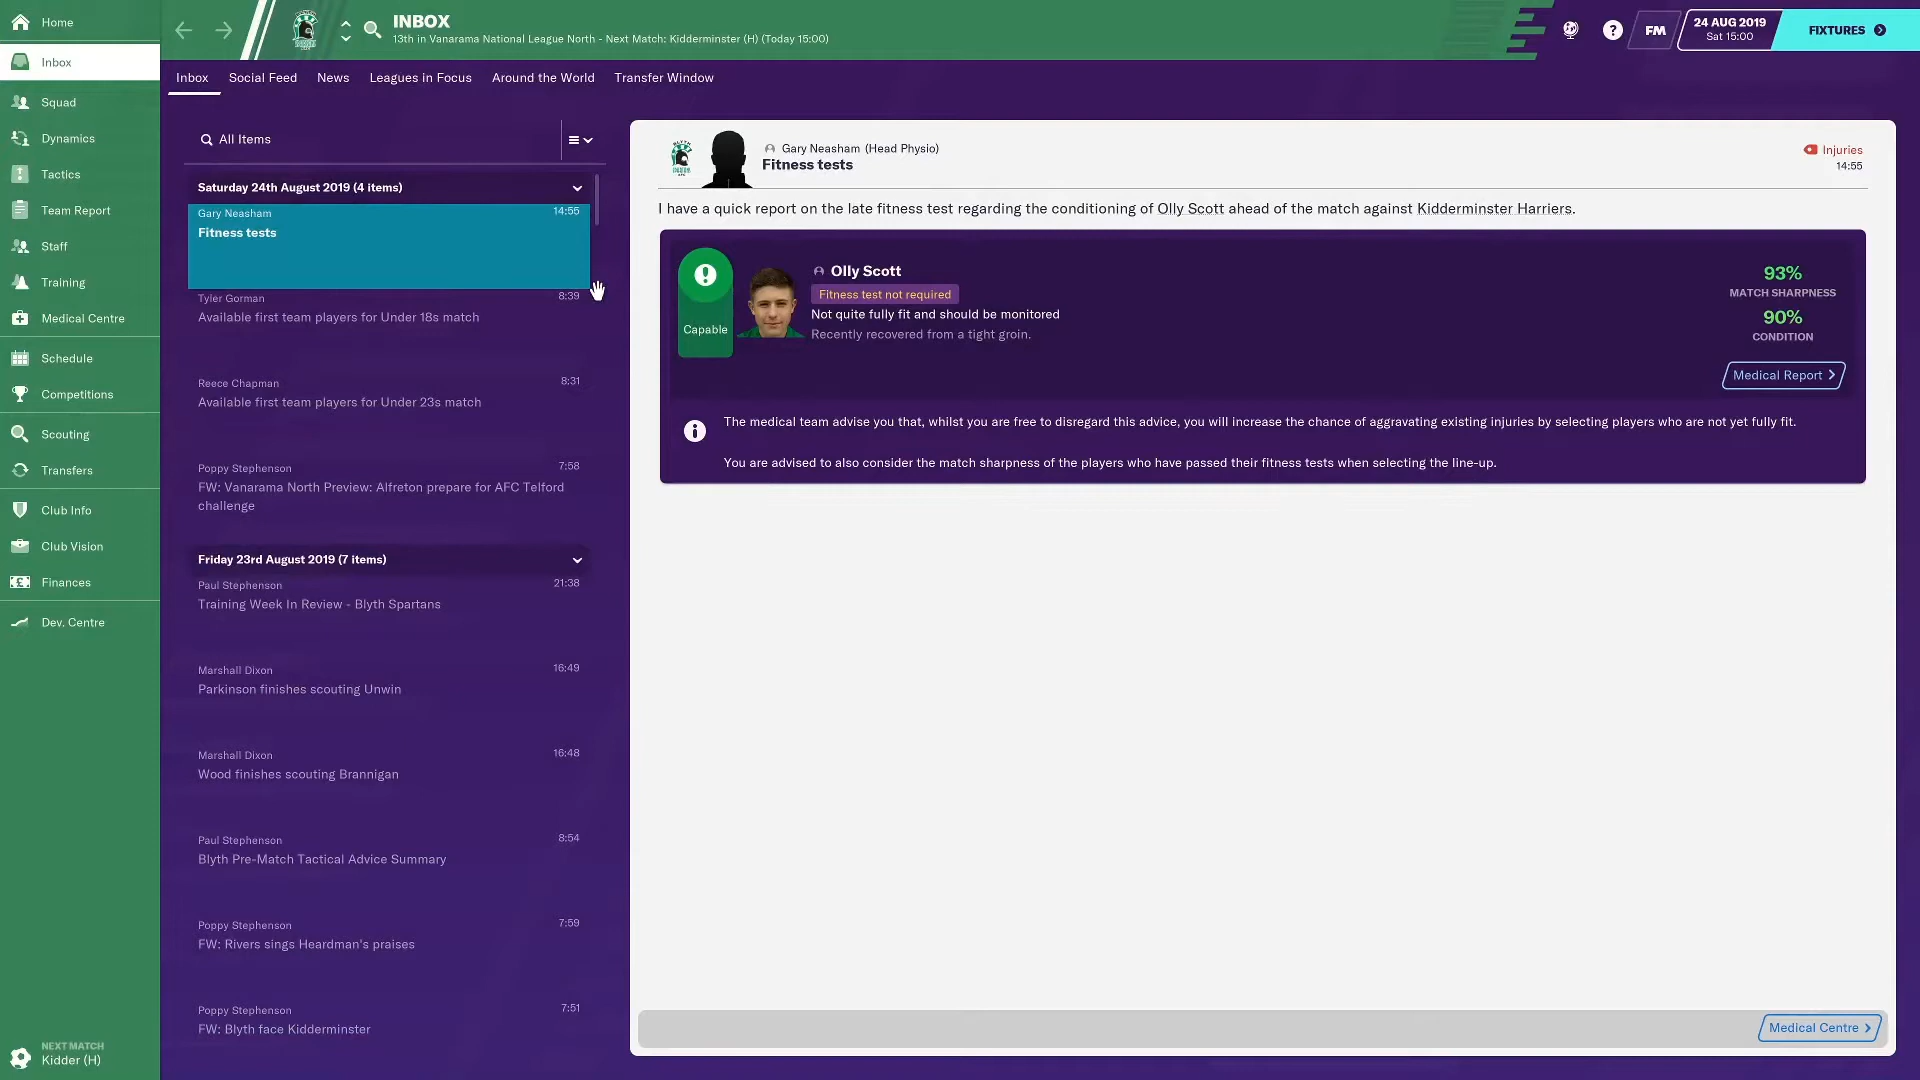 Home
Inbox
Squad
Dynamics
Tactics
Team Report
Staff
Training
Medical Centre
Schedule
Competitions
Scouting
Transfers
Club Info
Club Vision
Finances
Dev. Centre
NEXT MATCH
Kidder (H)
INBOX
13th in Vanarama National League North - Next Match: Kidderminster (H) (Today 15:00)
FM
24 AUG 2019
Sat 15:00
FIXTURES
Inbox Social Feed News Leagues in Focus Around the World Transfer Window
All Items
Saturday 24th August 2019 (4 items)
Gary Neasham 14:55
Fitness tests
Tyler Gorman 8:39
Available first team players for Under 18s match
Reece Chapman 8:31
Available first team players for Under 23s match
Poppy Stephenson 7:58
FW: Vanarama North Preview: Alfreton prepare for AFC Telford
challenge
Friday 23rd August 2019 (7 items)
Paul Stephenson 21:38
Training Week In Review - Blyth Spartans
Marshall Dixon 16:49
Parkinson finishes scouting Unwin
Marshall Dixon 16:48
Wood finishes scouting Brannigan
Paul Stephenson 8:54
Blyth Pre-Match Tactical Advice Summary
Poppy Stephenson 7:59
FW: Rivers sings Heardman's praises
Poppy Stephenson 7:51
FW: Blyth face Kidderminster
Gary Neasham (Head Physio)
Fitness tests
Injuries
14:55
I have a quick report on the late fitness test regarding the conditioning of Olly Scott ahead of the match against Kidderminster Harriers.
Capable
Olly Scott
Fitness test not required
Not quite fully fit and should be monitored
Recently recovered from a tight groin.
93%
MATCH SHARPNESS
90%
CONDITION
Medical Report
The medical team advise you that, whilst you are free to disregard this advice, you will increase the chance of aggravating existing injuries by selecting players who are not yet fully fit.
You are advised to also consider the match sharpness of the players who have passed their fitness tests when selecting the line-up.
Medical Centre